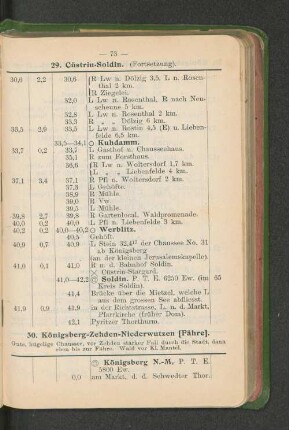 — 73 —
29. Cüstrin-Soldin. (Fortsetzung).
30,6 2,2 30,6 R Lw n. Dölzig 3,5, L n. Rosen-
thal 2 km.
R Ziegelei.
32,0 L Lw n. Rosenthal, R nach Neu-
scheune 5 km.
32,8 L Lw n. Rosenthal 2 km.
33,3 R „ „ Dölzig 6 km.
33,5 2,9 33,5 L Lw n. Rostin 4,5 (E) u. Lieben-
felde 6,5 km.
33,5—34,1 Kuhdamm.
33,7 0,2 33,7 L Gasthof u. Chausseehaus.
35,1 R zum Forsthaus.
36,6 R Lw n. Woltersdorf 1,7 km.
L „ „ Liebenfelde 4 km.
37,1 3,4 37,1 R Pfl n. Woltersdorf 2 km.
37,3 L Gehöfte.
38,9 R Mühle.
39,0 R Vw.
39,5 L Mühle.
39,8 2,7 39,8 R Gartenlokal, Waldpromenade.
40,0 0,2 40,0 L Pfl n. Liebenfelde 3 km.
40,0—40,2 Werblitz.
40,5 Gehöft.
40,9 0,9 40,9 L Stein 32,4 der Chaussee No. 31
ab Königsberg
(an der kleinen Jerusalemskapelle).
41,0 0,1 41,0 R n. d. Bahnhof Soldin.
Cüstrin-Stargard.
41,0—42,2 Soldin. P T E. 6250 Ew. (im 65
Kreis Soldin).
41,4 Brücke über die Mietzel, welche L
aus dem grossen See abfliesst.
41,9 0,9 41,9 in der Richtstrasse, L n. d. Markt,
Pfarrkirche (früher Dom).
42,1 Pyritzer Thorthurm.
30. Königsberg-Zehden-Niederwutzen [Fähre].
Gute, hügelige Chaussee, vor Zehden starker Fall durch die Stadt, dann
eben bis zur Fähre. Wald vor Kl. Mantel.
Königsberg N.-M. P. T. E.
5800 Ew.
0,0 am Markt, d. d. Schwedter Thor